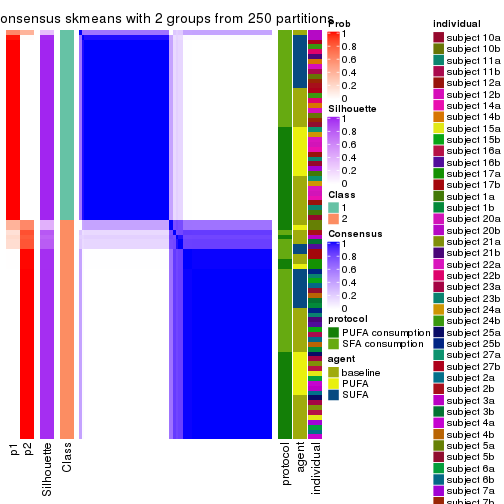 onsensus skmeans with 2 groups from 250 partitions
Prob
1
0.8
0.6
0.4
0.2
0
Silhouette
1
0.8
0.6
0.4
0.2
0
Class
1
2
Consensus
1
0.8
0.6
0.4
0.2
0
protocol
PUFA consumption
SFA consumption
agent
baseline
PUFA
SUFA
individual
subject 10a
subject 10b
subject 11a
subject 11b
subject 12a
subject 12b
subject 14a
subject 14b
subject 15a
subject 15b
subject 16a
subject 16b
subject 17a
subject 17b
subject 1a
subject 1b
subject 20a
subject 20b
subject 21a
subject 21b
subject 22a
subject 22b
subject 23a
subject 23b
subject 24a
subject 24b
subject 25a
subject 25b
subject 27a
subject 27b
subject 2a
subject 2b
subject 3a
subject 3b
subject 4a
subject 4b
subject 5a
subject 5b
subject 6a
subject 6b
subject 7a
subject 7b
p1
p2
Silhouette
Class
protocol
agent
individual